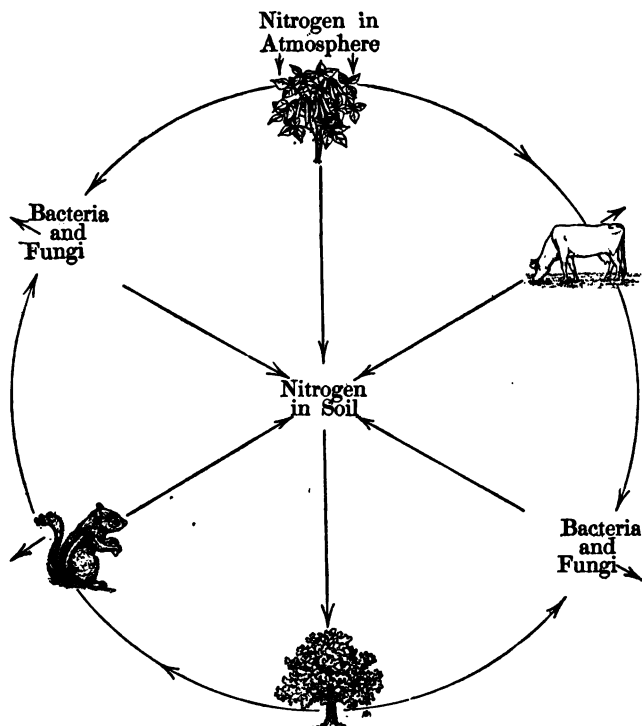 Nitrogen in
Atmosphere
Bacteria
and
Fungi
Nitrogen
in Soil
Bacteria
and
Fungi